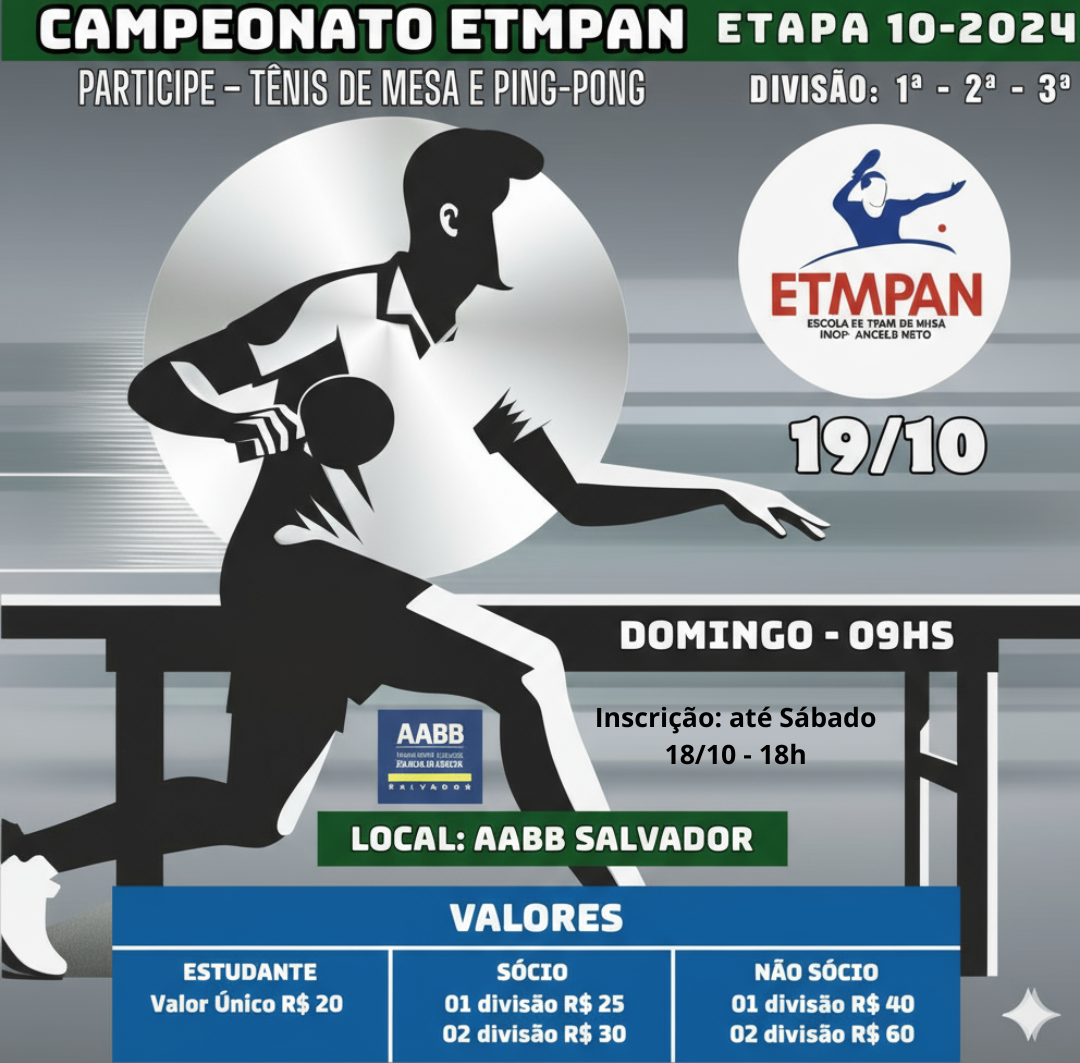 CAMPEONATO ETMPAN ETAPA 10-2024
PARTICIPE – TÊNIS DE MESA E PING-PONG
DIVISÃO: 1ª - 2ª - 3ª
ETMPAN
ESCOLA EE TPAM DE MHSA
INOP· ANCELB NETO
19/10
DOMINGO - 09HS
Inscrição: até Sábado
18/10 - 18h
AABB
SALVADOR
LOCAL: AABB SALVADOR
VALORES
ESTUDANTE
Valor Único R$ 20
SÓCIO
01 divisão R$ 25
02 divisão R$ 30
NÃO SÓCIO
01 divisão R$ 40
02 divisão R$ 60